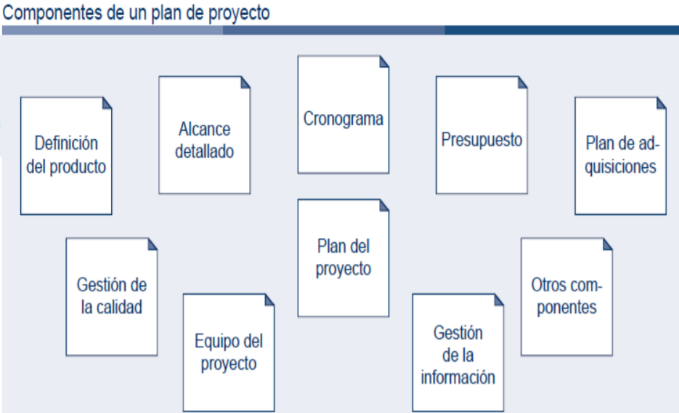 Componentes de un plan de proyecto
Definición
del producto
Alcance
detallado
Cronograma
Presupuesto
Plan de ad-
quisiciones
Plan del
proyecto
Gestión de
la calidad
Equipo del
proyecto
Gestión
de la
información
Otros com-
ponentes